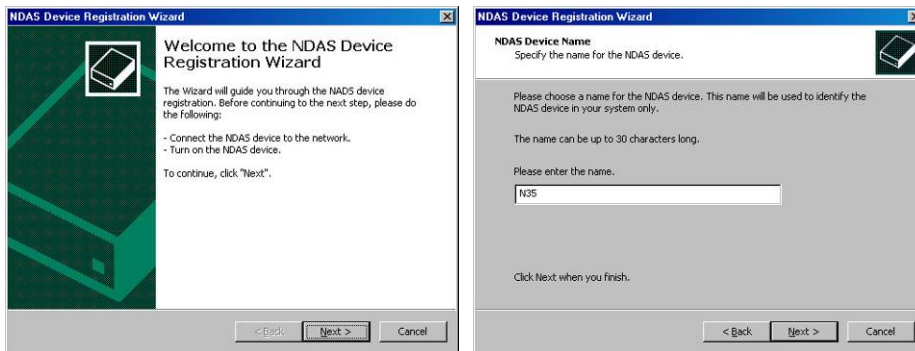 NDAS Device Registration Wizard
Welcome to the NDAS Device
Registration Wizard
The Wizard will guide you through the NADS device
registration. Before continuing to the next step, please do
the following:
- Connect the NDAS device to the network.
- Turn on the NDAS device.
To continue, click "Next".
< Back
Next >
Cancel
NDAS Device Registration Wizard
NDAS Device Name
Specify the name for the NDAS device.
Please choose a name for the NDAS device. This name will be used to identify the
NDAS device in your system only.
The name can be up to 30 characters long.
Please enter the name.
N35
Click Next when you finish.
< Back
Next >
Cancel